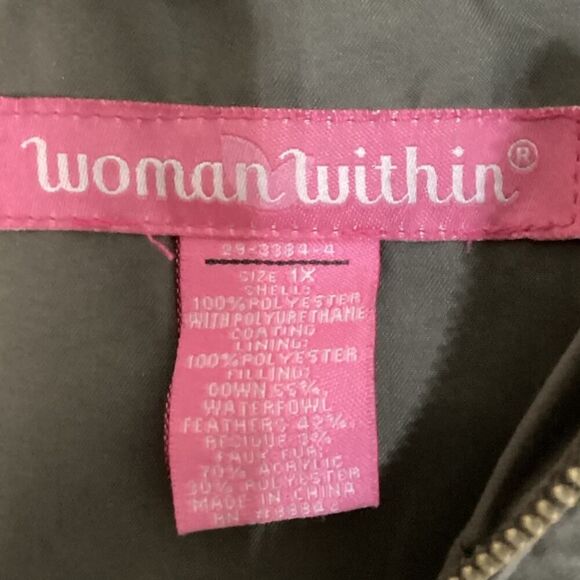 woman within®
29-3384-4
SIZE 1X
SHELL:
100% POLYESTER
WITH POLYURETHANE
COATING
LINING:
100% POLYESTER
FILLING:
DOWN 55%,
WATERFOWL
FEATHERS 42%,
RESIDUE 3%
FAUX FUR:
70% ACRYLIC
30% POLYESTER
MADE IN CHINA
RN